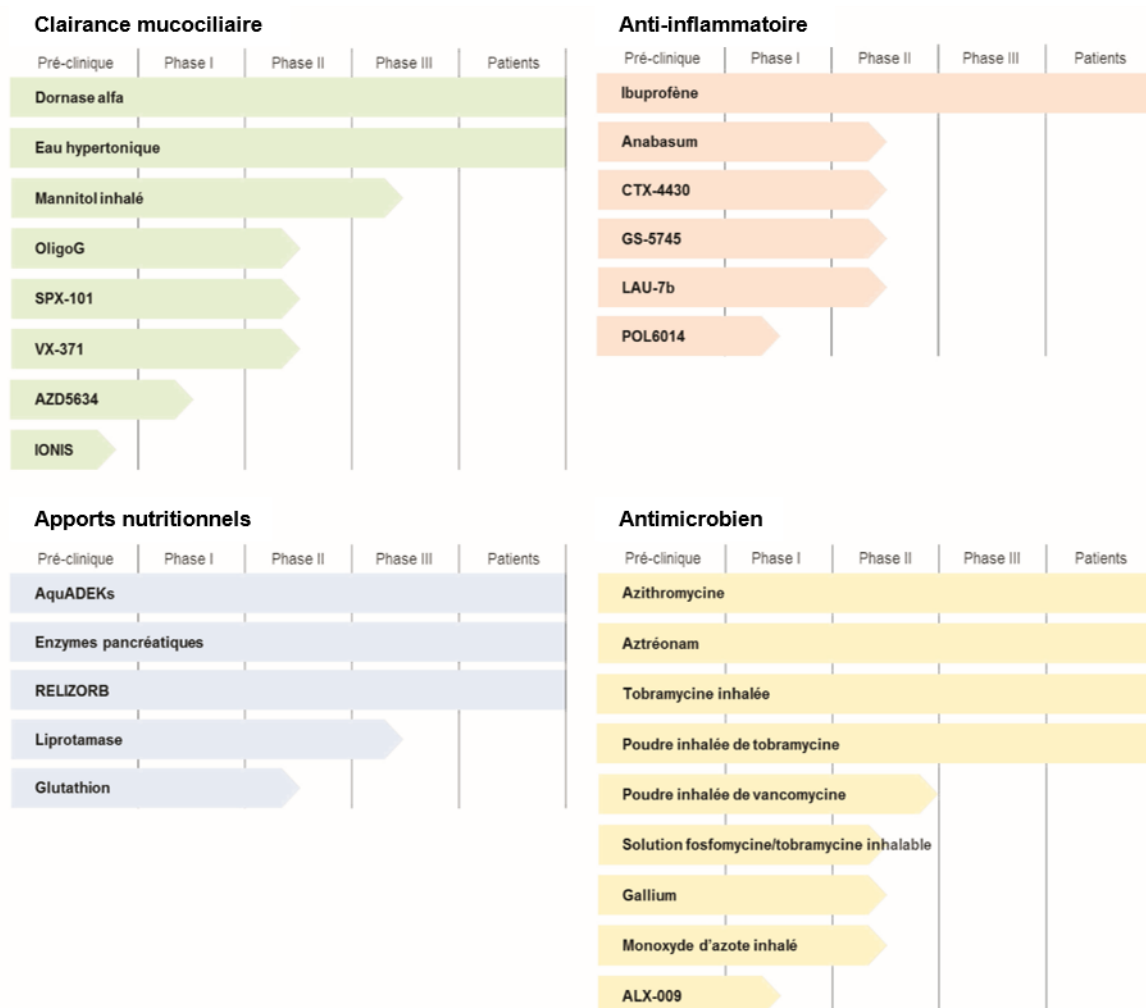 Clairance mucociliaire
Pré-clinique Phase I Phase II Phase III Patients
Dornase alfa
Eau hypertonique
Mannitol inhalé
OligoG
SPX-101
VX-371
AZD5634
IONIS
Anti-inflammatoire
Pré-clinique Phase I Phase II Phase III Patients
Ibuprofène
Anabasum
CTX-4430
GS-5745
LAU-7b
POL6014
Apports nutritionnels
Pré-clinique Phase I Phase II Phase III Patients
AquADEKs
Enzymes pancréatiques
RELIZORB
Liprotamase
Glutathion
Antimicrobien
Pré-clinique Phase I Phase II Phase III Patients
Azithromycine
Aztréonam
Tobramycine inhalée
Poudre inhalée de tobramycine
Poudre inhalée de vancomycine
Solution fosfomycine/tobramycine inhalable
Gallium
Monoxyde d'azote inhalé
ALX-009